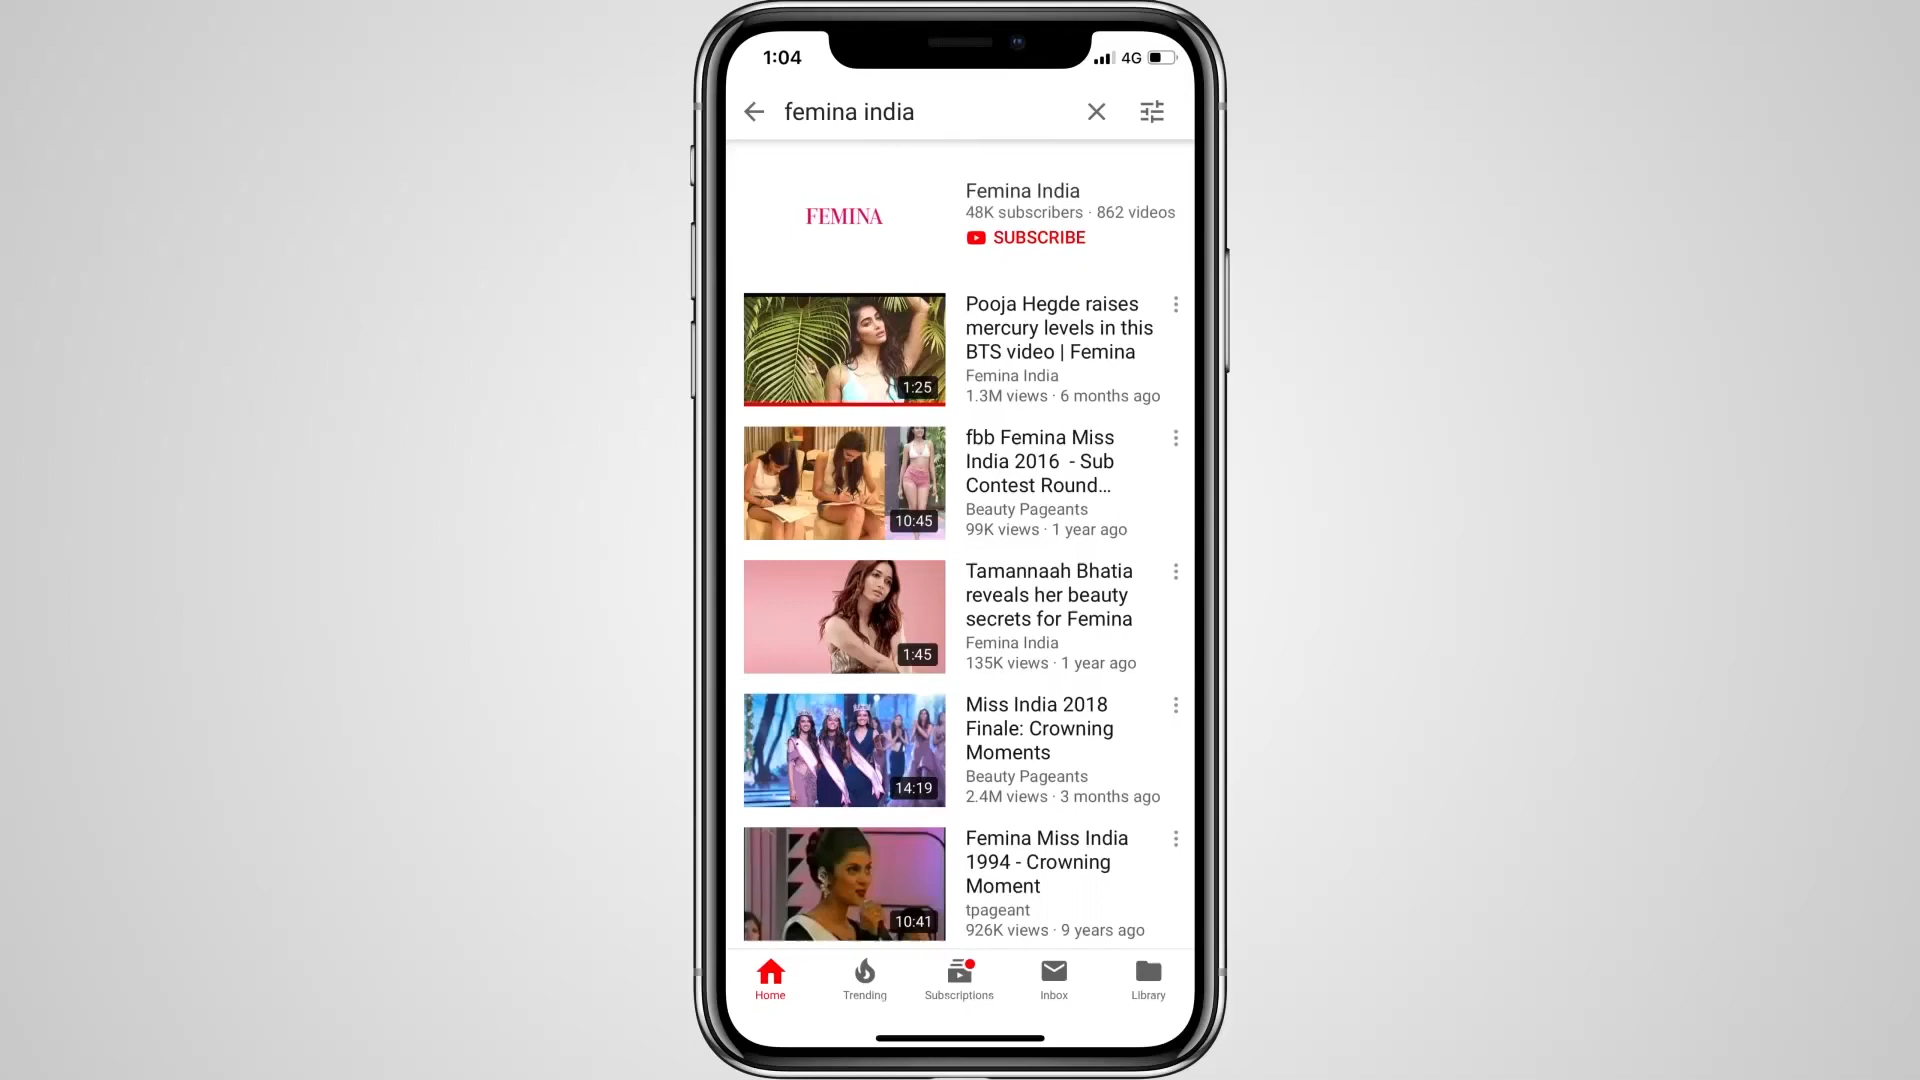 1:04
4G
femina india
FEMINA
Femina India
48K subscribers · 862 videos
SUBSCRIBE
Pooja Hegde raises
mercury levels in this
BTS video | Femina
Femina India
1.3M views · 6 months ago
1:25
fbb Femina Miss
India 2016 - Sub
Contest Round...
Beauty Pageants
99K views · 1 year ago
10:45
Tamannaah Bhatia
reveals her beauty
secrets for Femina
Femina India
135K views · 1 year ago
1:45
Miss India 2018
Finale: Crowning
Moments
Beauty Pageants
2.4M views · 3 months ago
14:19
Femina Miss India
1994 - Crowning
Moment
tpageant
926K views · 9 years ago
10:41
Home
Trending
Subscriptions
Inbox
Library